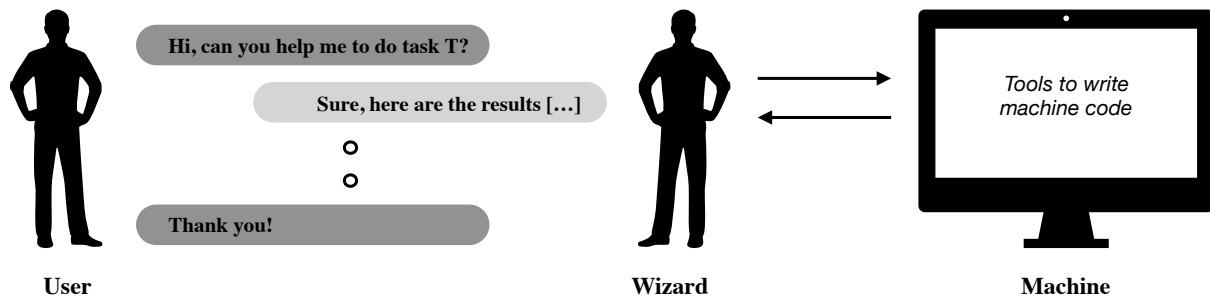 Hi, can you help me to do task T?
Sure, here are the results […]
Thank you!
Tools to write
machine code
User
Wizard
Machine